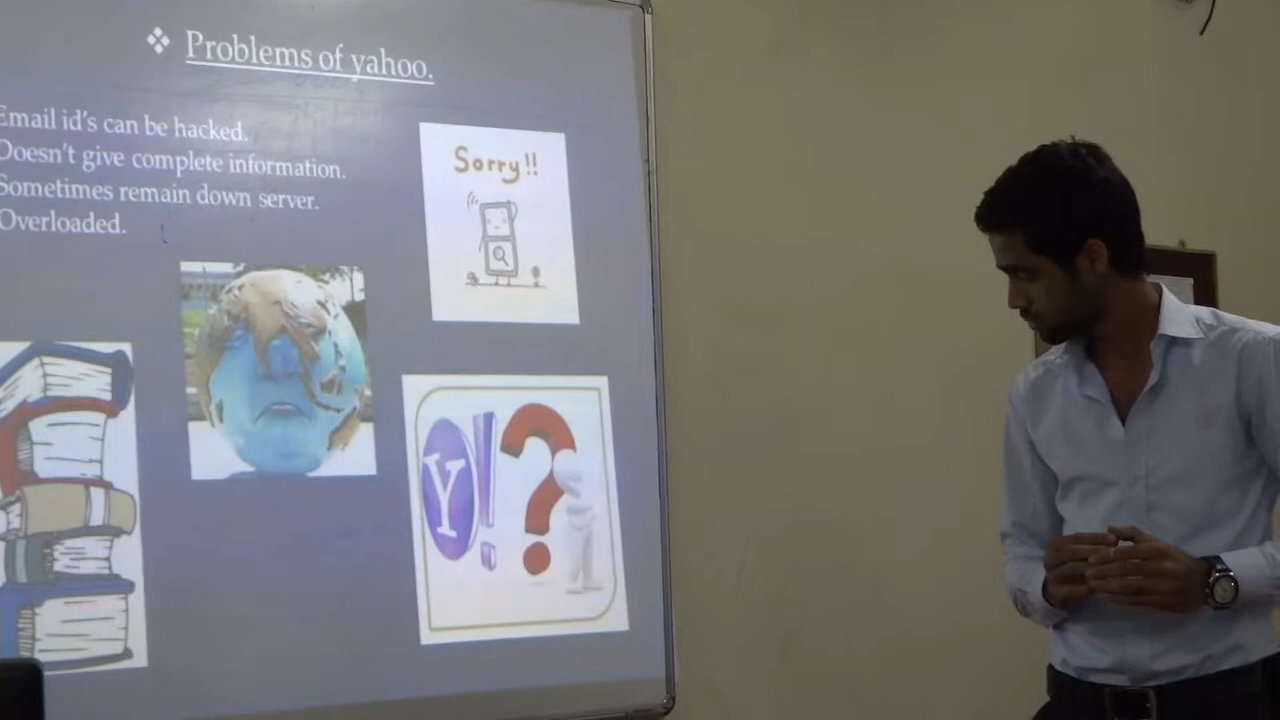 Problems of yahoo.
Email id's can be hacked.
Doesn't give complete information.
Sometimes remain down server.
Overloaded.
Sorry!!
Y!?